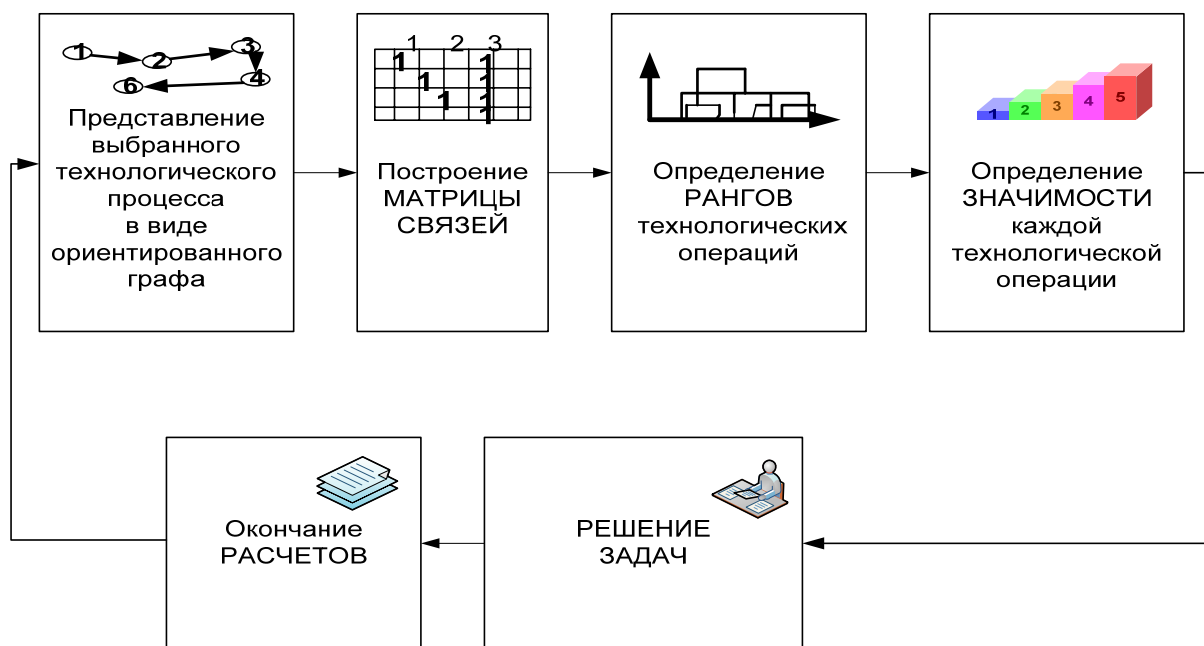 1
2
3
4
6
Представление
выбранного
технологического
процесса
в виде
ориентированного
графа
1 2 3
1 1
1 1
1 1
1
Построение
МАТРИЦЫ
СВЯЗЕЙ
Определение
РАНГОВ
технологических
операций
1 2 3 4 5
Определение
ЗНАЧИМОСТИ
каждой
технологической
операции
Окончание
РАСЧЕТОВ
РЕШЕНИЕ
ЗАДАЧ